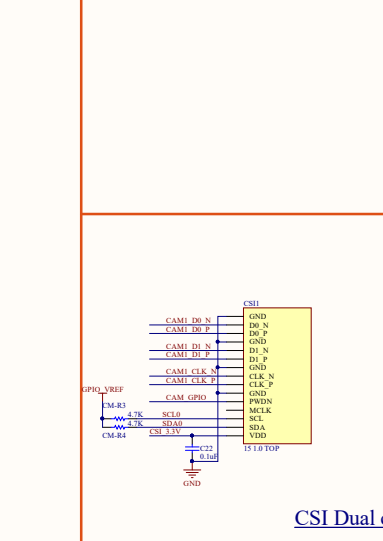 CSI1
GND
CAM1_D0_N D0_N
CAM1_D0_P D0_P
GND
CAM1_D1_N D1_N
CAM1_D1_P D1_P
GND
CAM1_CLK_N CLK_N
CAM1_CLK_P CLK_P
GPIO_VREF GND
CAM_GPIO PWDN
CM-R3 MCLK
4.7K SCL0 SCL
4.7K SDA0 SDA
CM-R4 CSI_3.3V VDD
C22 15 1.0 TOP
0.1uF
GND
CSI Dual